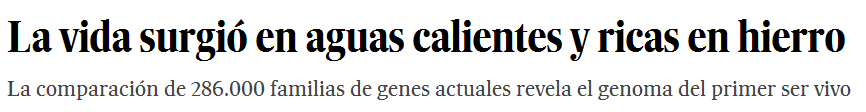 La vida surgió en aguas calientes y ricas en hierro
La comparación de 286.000 familias de genes actuales revela el genoma del primer ser vivo